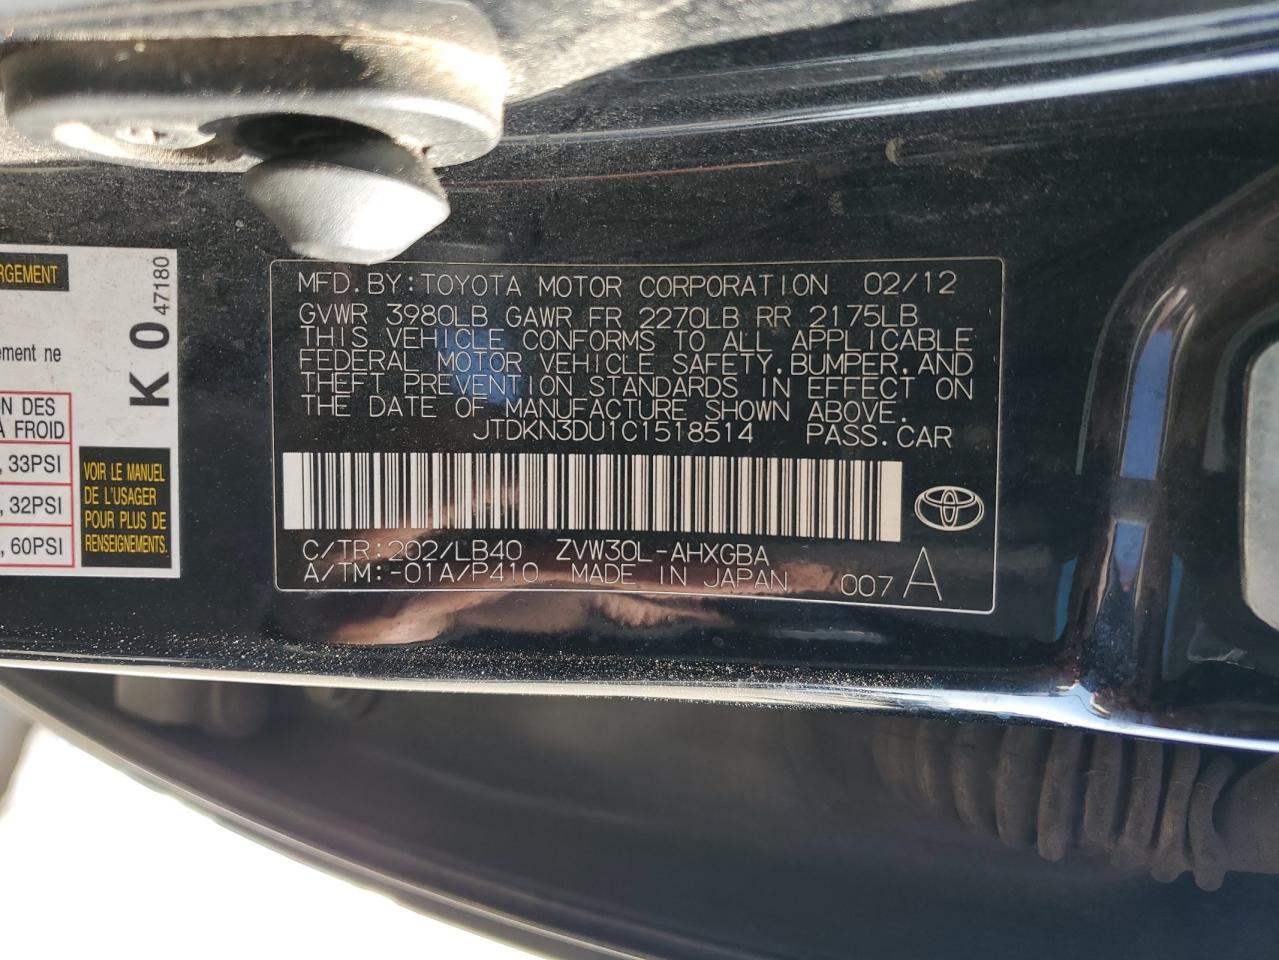 RGEMENT
K 0
47180
ement ne
ON DES
À FROID
, 33PSI
, 32PSI
, 60PSI
VOIR LE MANUEL
DE L'USAGER
POUR PLUS DE
RENSEIGNEMENTS.
MFD.BY:TOYOTA MOTOR CORPORATION 02/12
GVWR 3980LB GAWR FR 2270LB RR 2175LB
THIS VEHICLE CONFORMS TO ALL APPLICABLE
FEDERAL MOTOR VEHICLE SAFETY,BUMPER,AND
THEFT PREVENTION STANDARDS IN EFFECT ON
THE DATE OF MANUFACTURE SHOWN ABOVE.
JTDKN3DU1C1518514 PASS.CAR
C/TR:202/LB40 ZVW30L-AHXGBA
A/TM:-01A/P410 MADE IN JAPAN 007 A